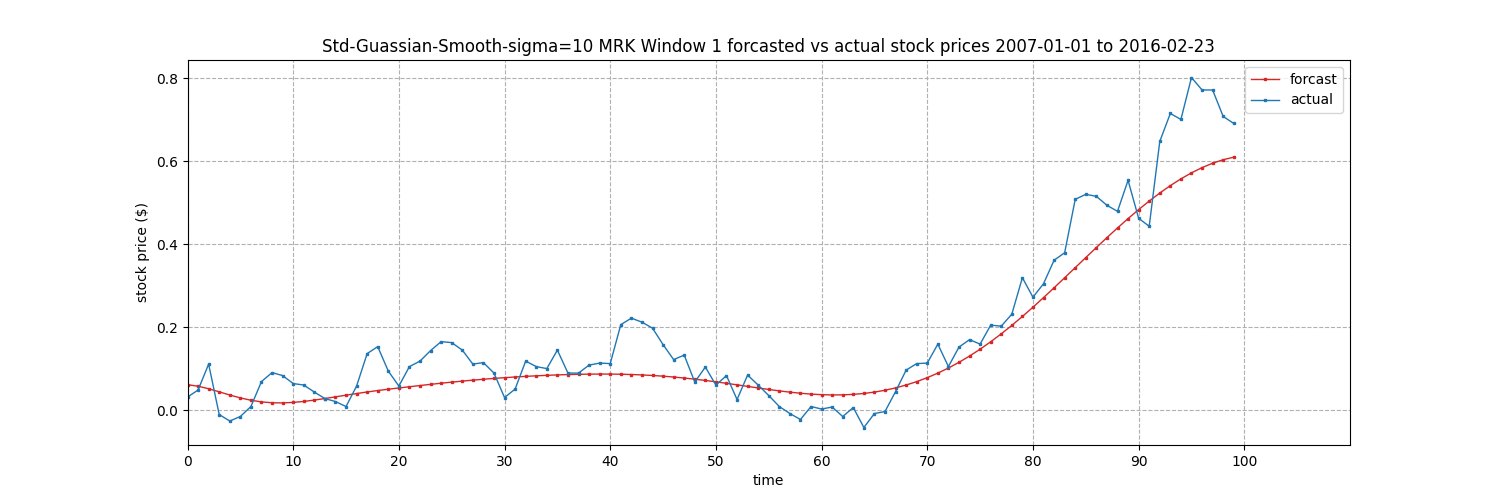 Std-Guassian-Smooth-sigma=10 MRK Window 1 forcasted vs actual stock prices 2007-01-01 to 2016-02-23
forcast
actual
0.8
0.6
0.4
0.2
0.0
stock price ($)
0 10 20 30 40 50 60 70 80 90 100
time